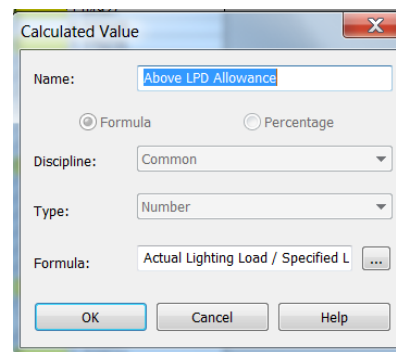 Calculated Value
X
Name: Above LPD Allowance
Formula Percentage
Discipline: Common
Type: Number
Formula: Actual Lighting Load / Specified L ...
OK Cancel Help